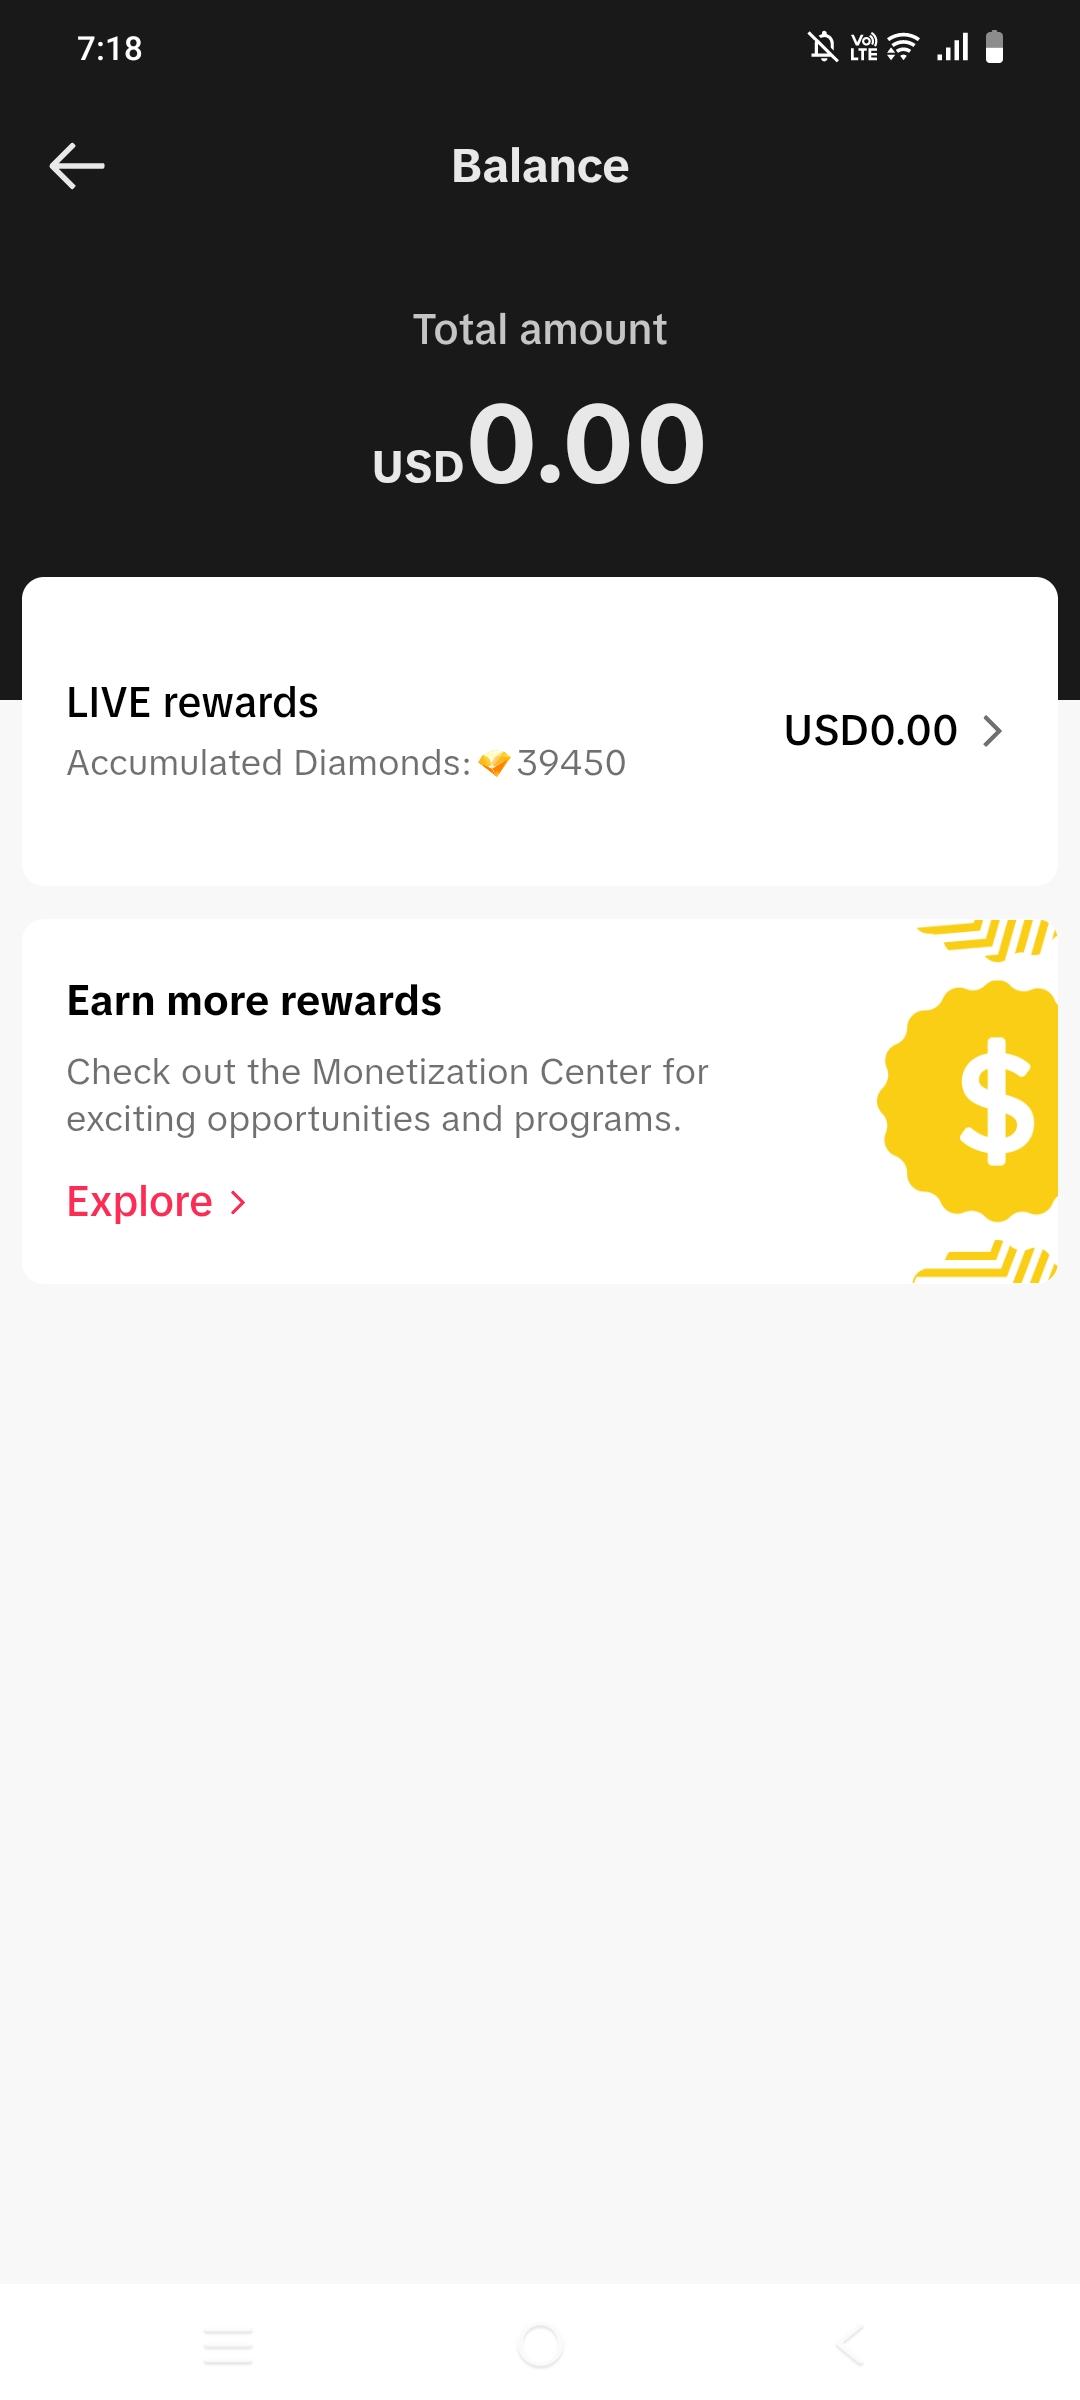 7:18
Vo)) LTE
Balance
Total amount
USD0.00
LIVE rewards
Accumulated Diamonds: 39450
USD0.00
Earn more rewards
Check out the Monetization Center for
exciting opportunities and programs.
Explore
$